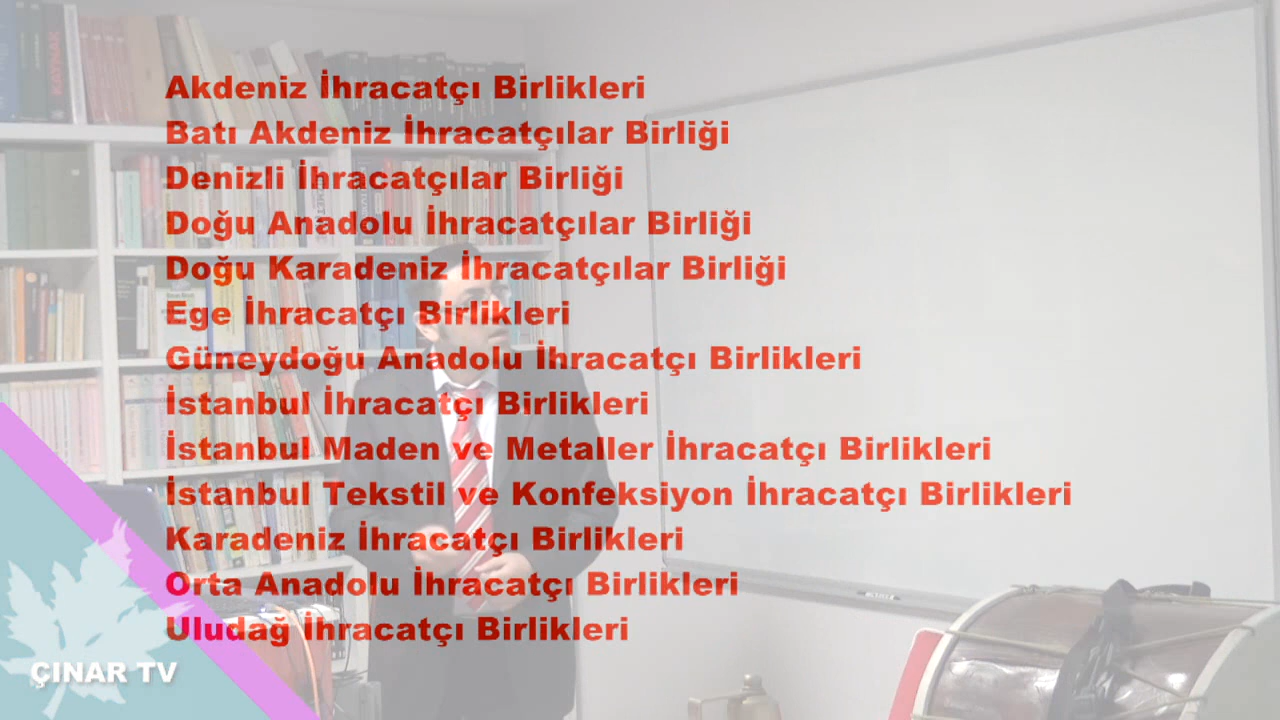 Akdeniz İhracatçı Birlikleri
Batı Akdeniz İhracatçılar Birliği
Denizli İhracatçılar Birliği
Doğu Anadolu İhracatçılar Birliği
Doğu Karadeniz İhracatçılar Birliği
Ege İhracatçı Birlikleri
Güneydoğu Anadolu İhracatçı Birlikleri
İstanbul İhracatçı Birlikleri
İstanbul Maden ve Metaller İhracatçı Birlikleri
İstanbul Tekstil ve Konfeksiyon İhracatçı Birlikleri
Karadeniz İhracatçı Birlikleri
Orta Anadolu İhracatçı Birlikleri
Uludağ İhracatçı Birlikleri
ÇINAR TV
KAYNAK